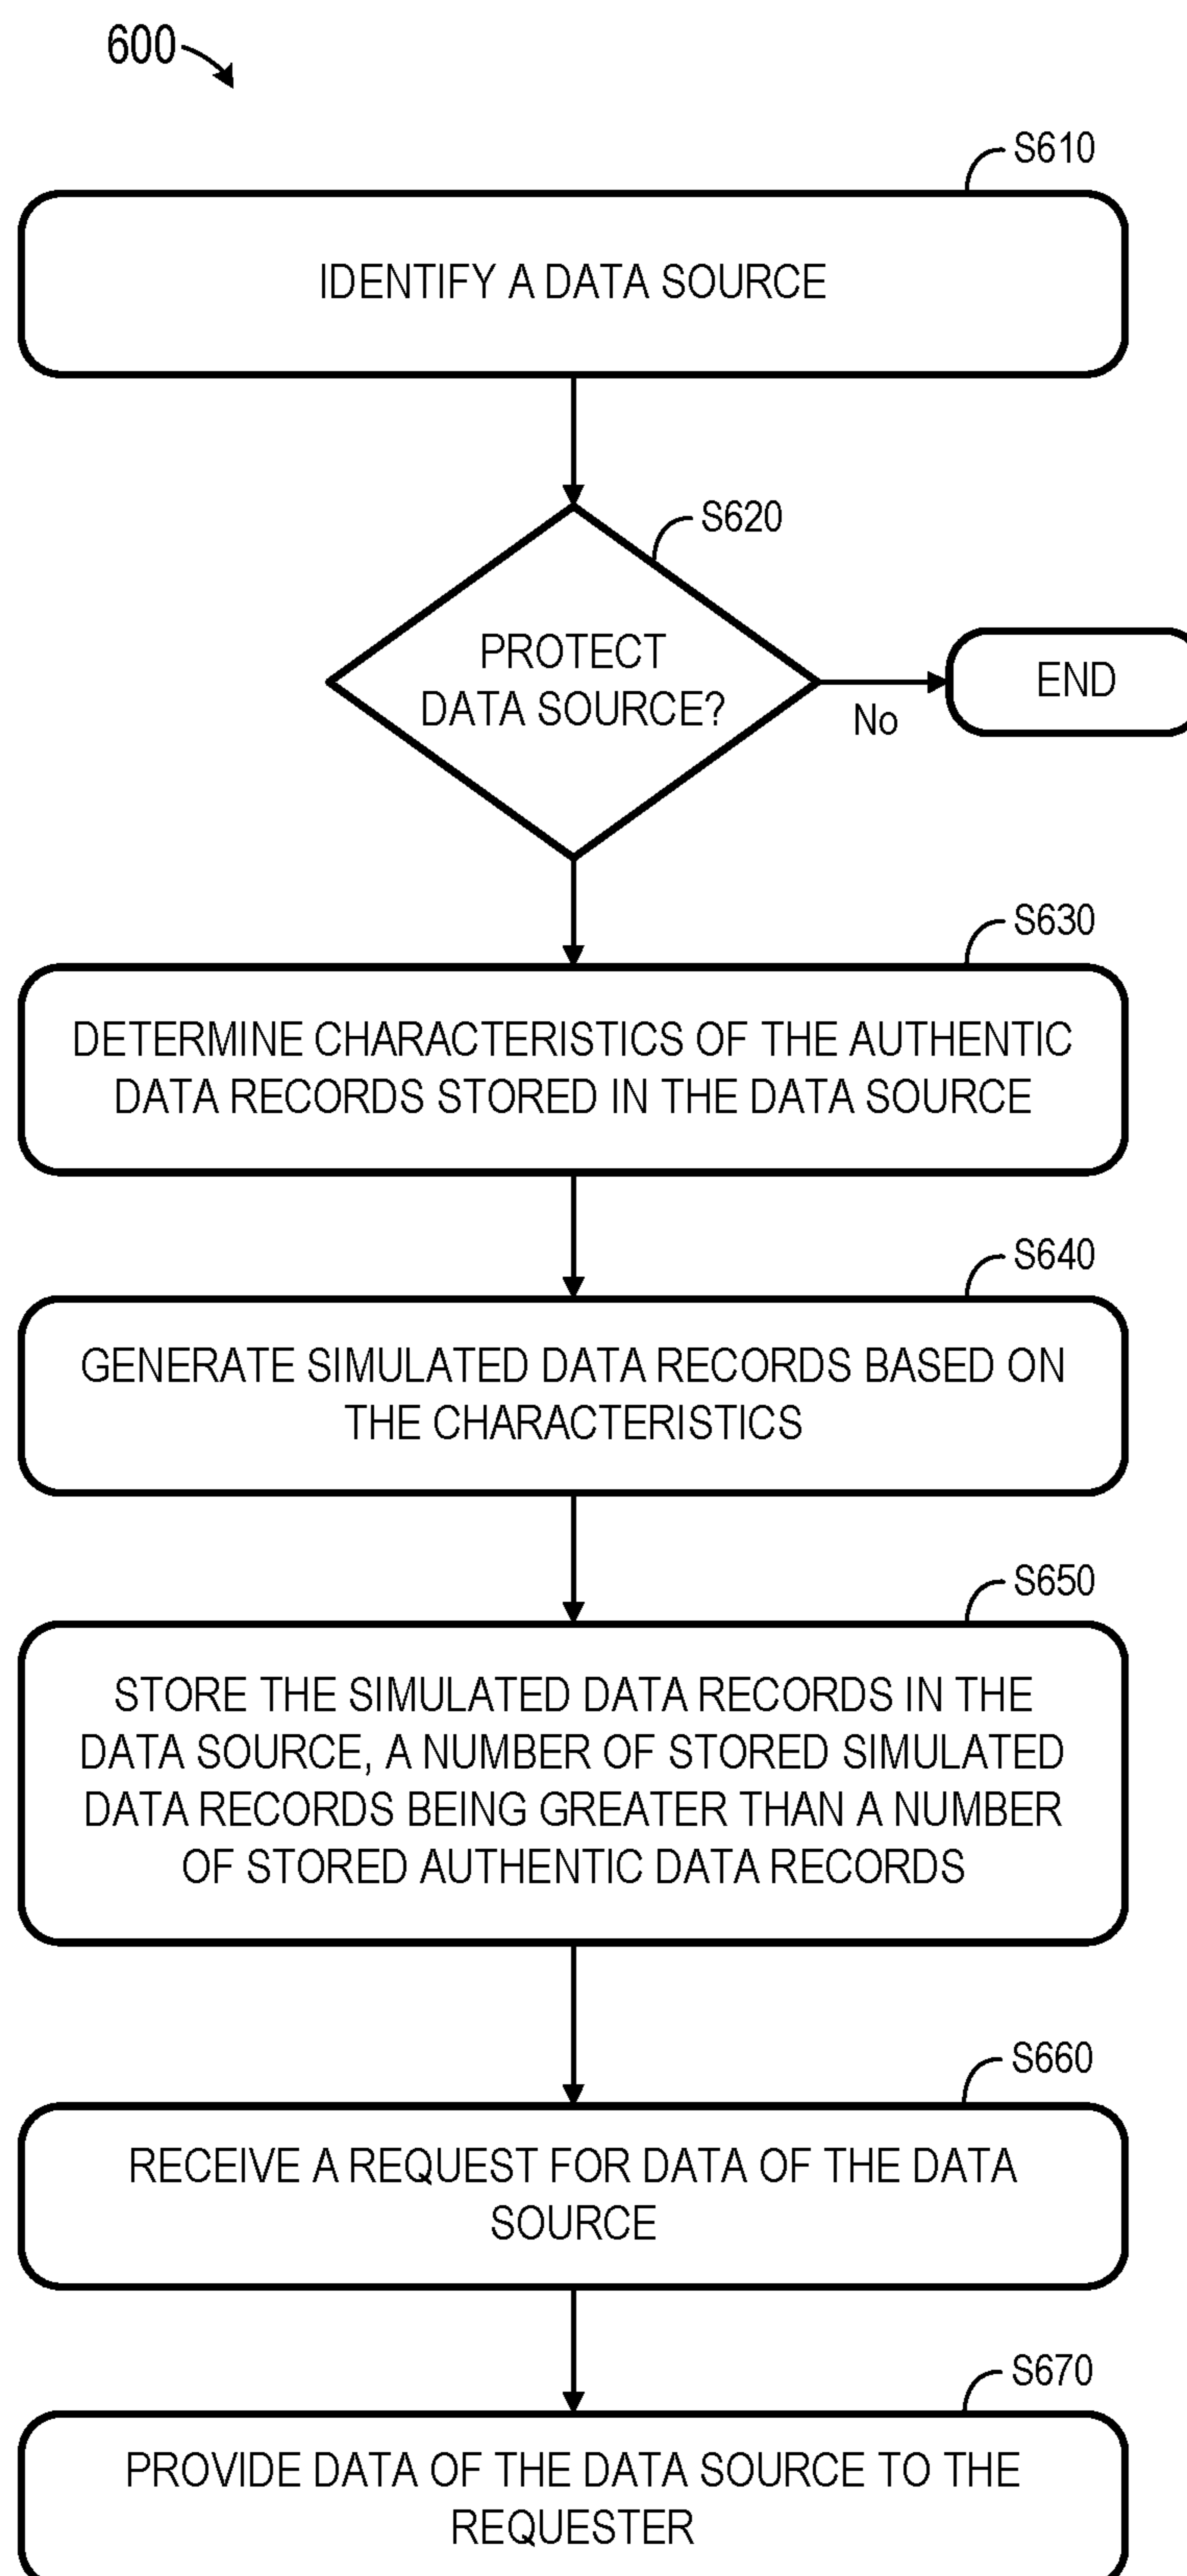 600
S610
IDENTIFY A DATA SOURCE
S620
PROTECT
DATA SOURCE?
No
END
S630
DETERMINE CHARACTERISTICS OF THE AUTHENTIC
DATA RECORDS STORED IN THE DATA SOURCE
S640
GENERATE SIMULATED DATA RECORDS BASED ON
THE CHARACTERISTICS
S650
STORE THE SIMULATED DATA RECORDS IN THE
DATA SOURCE, A NUMBER OF STORED SIMULATED
DATA RECORDS BEING GREATER THAN A NUMBER
OF STORED AUTHENTIC DATA RECORDS
S660
RECEIVE A REQUEST FOR DATA OF THE DATA
SOURCE
S670
PROVIDE DATA OF THE DATA SOURCE TO THE
REQUESTER